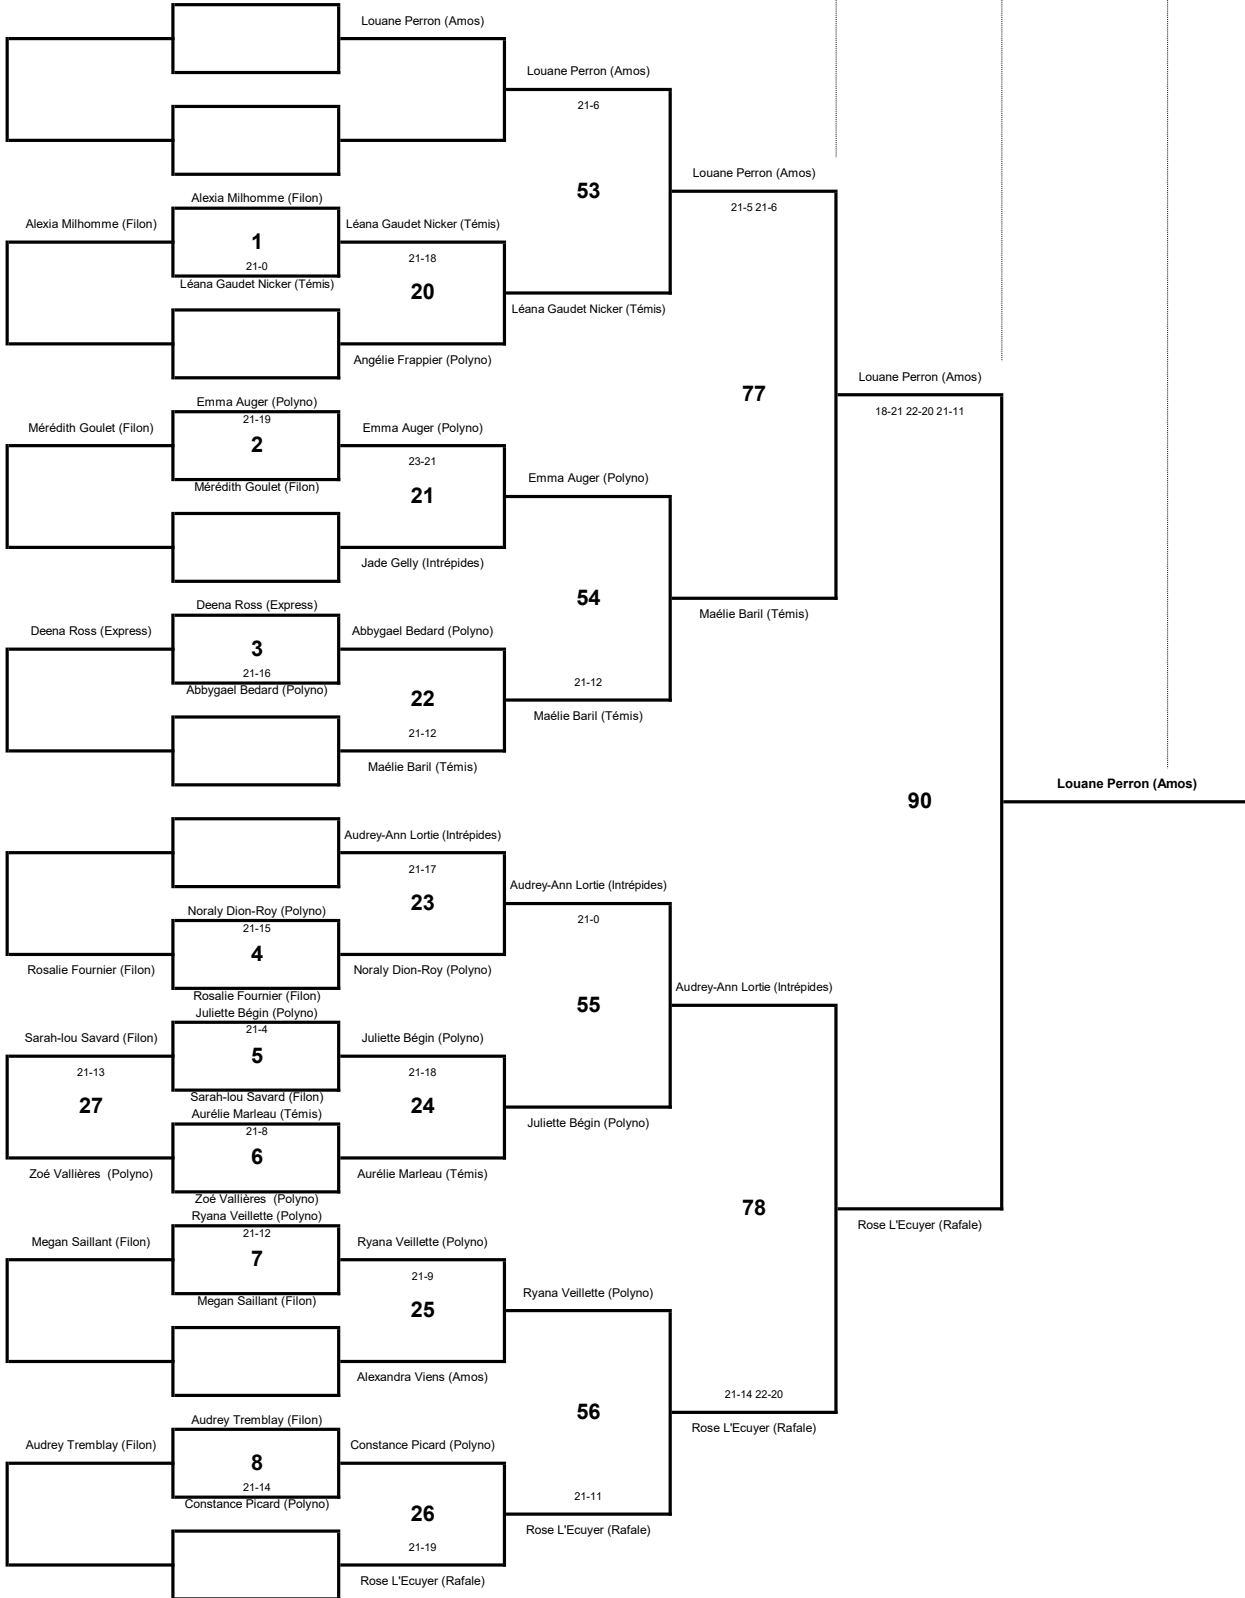 Louane Perron (Amos)
Louane Perron (Amos)
21-6
53
Louane Perron (Amos)
21-5 21-6
Alexia Milhomme (Filon)
Alexia Milhomme (Filon)
1
21-0
Léana Gaudet Nicker (Témis)
Léana Gaudet Nicker (Témis)
21-18
20
Léana Gaudet Nicker (Témis)
Angélie Frappier (Polyno)
77
Louane Perron (Amos)
18-21 22-20 21-11
Emma Auger (Polyno)
21-19
Mérédith Goulet (Filon)
2
Mérédith Goulet (Filon)
Emma Auger (Polyno)
23-21
21
Emma Auger (Polyno)
Jade Gelly (Intrépides)
54
Maélie Baril (Témis)
Deena Ross (Express)
Deena Ross (Express)
3
21-16
Abbygael Bedard (Polyno)
Abbygael Bedard (Polyno)
22
21-12
Maélie Baril (Témis)
21-12
Maélie Baril (Témis)
90
Louane Perron (Amos)
Audrey-Ann Lortie (Intrépides)
21-17
23
Audrey-Ann Lortie (Intrépides)
21-0
Noraly Dion-Roy (Polyno)
21-15
4
Rosalie Fournier (Filon)
Noraly Dion-Roy (Polyno)
Rosalie Fournier (Filon)
55
Audrey-Ann Lortie (Intrépides)
Juliette Bégin (Polyno)
21-4
Sarah-lou Savard (Filon)
5
Sarah-lou Savard (Filon)
Juliette Bégin (Polyno)
21-13
27
21-18
24
Juliette Bégin (Polyno)
Aurélie Marleau (Témis)
21-8
6
Zoé Vallières (Polyno)
Aurélie Marleau (Témis)
Zoé Vallières (Polyno)
78
Rose L'Ecuyer (Rafale)
Ryana Veillette (Polyno)
21-12
Megan Saillant (Filon)
7
Megan Saillant (Filon)
Ryana Veillette (Polyno)
21-9
25
Ryana Veillette (Polyno)
Alexandra Viens (Amos)
56
21-14 22-20
Rose L'Ecuyer (Rafale)
Audrey Tremblay (Filon)
Audrey Tremblay (Filon)
8
21-14
Constance Picard (Polyno)
Constance Picard (Polyno)
26
21-19
Rose L'Ecuyer (Rafale)
21-11
Rose L'Ecuyer (Rafale)